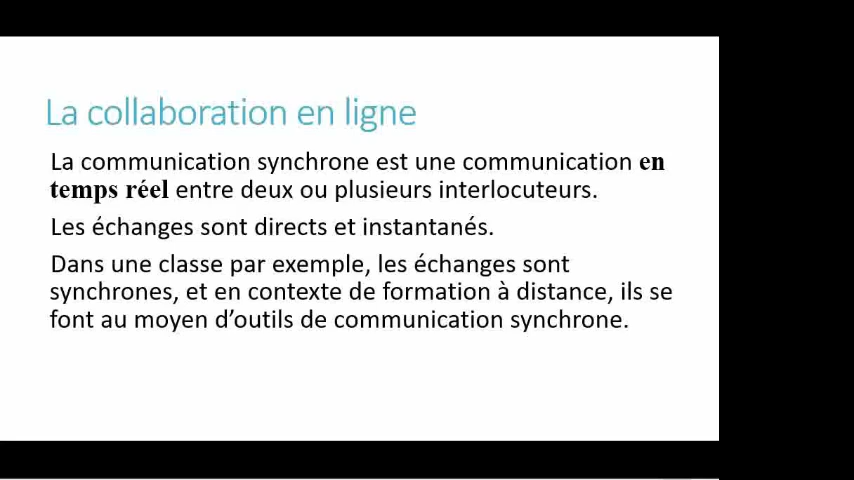 La collaboration en ligne
La communication synchrone est une communication en
temps réel entre deux ou plusieurs interlocuteurs.
Les échanges sont directs et instantanés.
Dans une classe par exemple, les échanges sont
synchrones, et en contexte de formation à distance, ils se
font au moyen d’outils de communication synchrone.